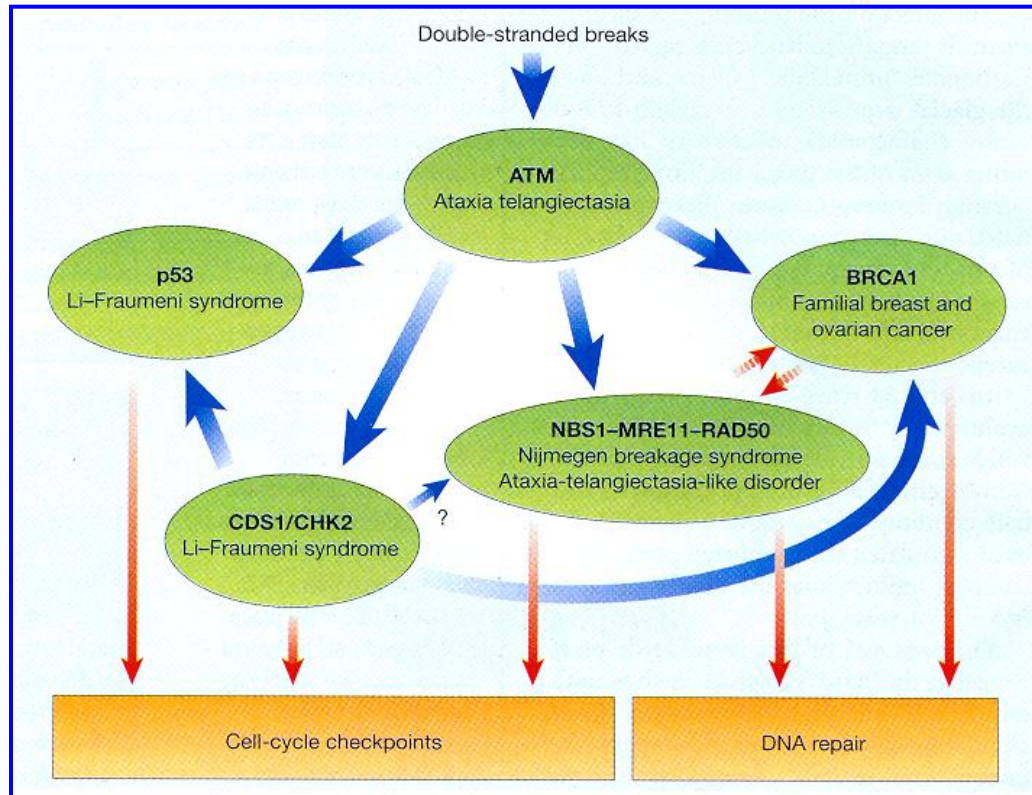 Double-stranded breaks
ATM
Ataxia telangiectasia
p53
Li–Fraumeni syndrome
BRCA1
Familial breast and
ovarian cancer
NBS1–MRE11–RAD50
Nijmegen breakage syndrome
Ataxia-telangiectasia-like disorder
?
CDS1/CHK2
Li–Fraumeni syndrome
Cell-cycle checkpoints
DNA repair